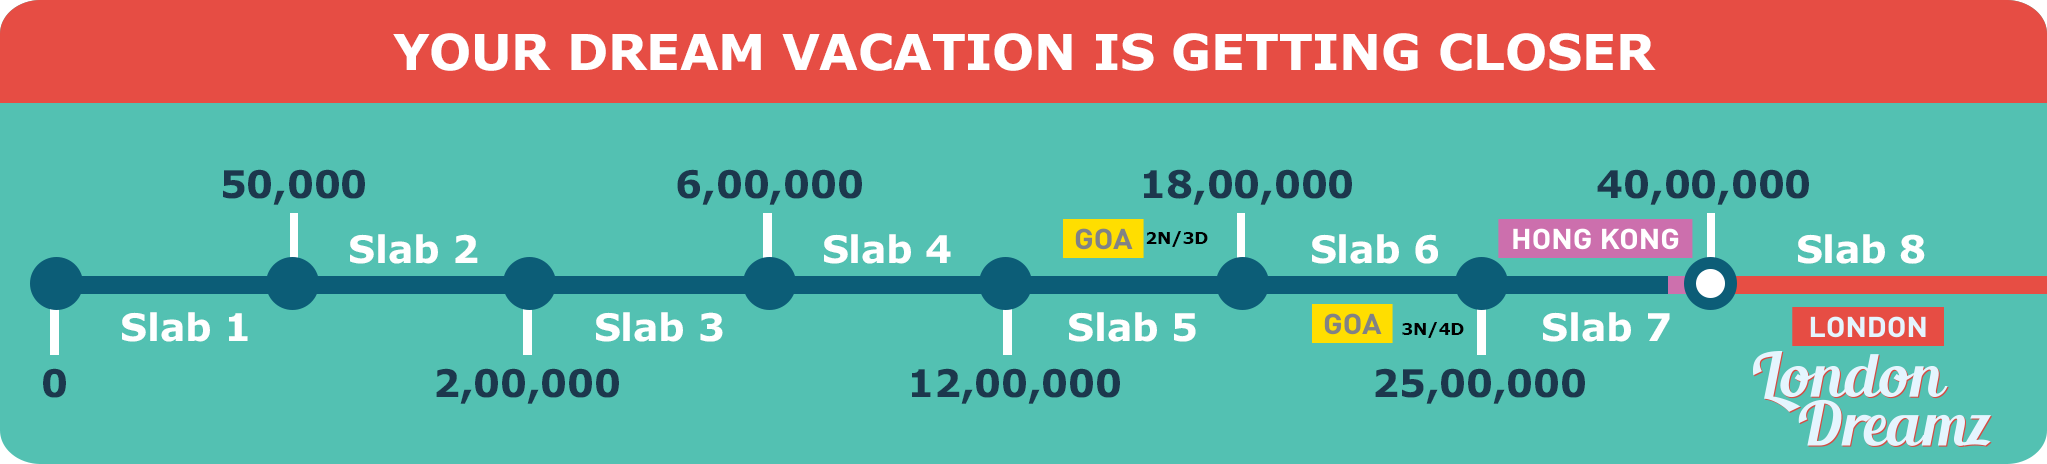 YOUR DREAM VACATION IS GETTING CLOSER
50,000
6,00,000
18,00,000
40,00,000
Slab 2
Slab 4
GOA 2N/3D
Slab 6
HONG KONG
Slab 8
Slab 1
Slab 3
Slab 5
GOA 3N/4D
Slab 7
LONDON
0
2,00,000
12,00,000
25,00,000
London
Dreamz